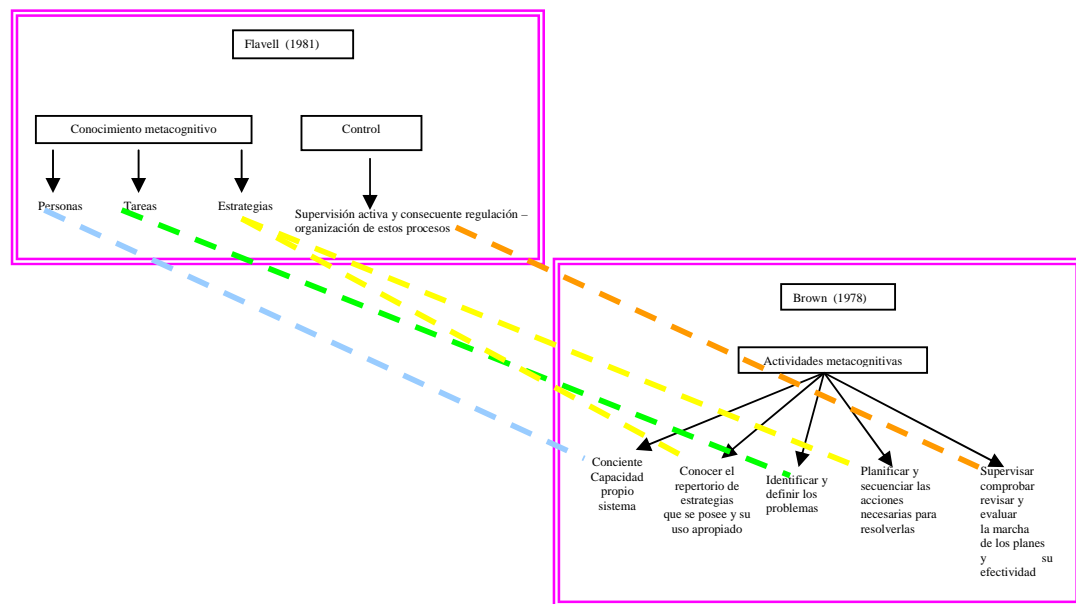 Flavell (1981)
Conocimiento metacognitivo
Control
Personas
Tareas
Estrategias
Supervisión activa y consecuente regulación –
organización de estos procesos
Brown (1978)
Actividades metacognitivas
Conciente
Capacidad
propio
sistema
Conocer el
repertorio de
estrategias
que se posee y su
uso apropiado
Identificar y
definir los
problemas
Planificar y
secuenciar las
acciones
necesarias para
resolverlas
Supervisar
comprobar
revisar y
evaluar
la marcha
de los planes
y su
efectividad